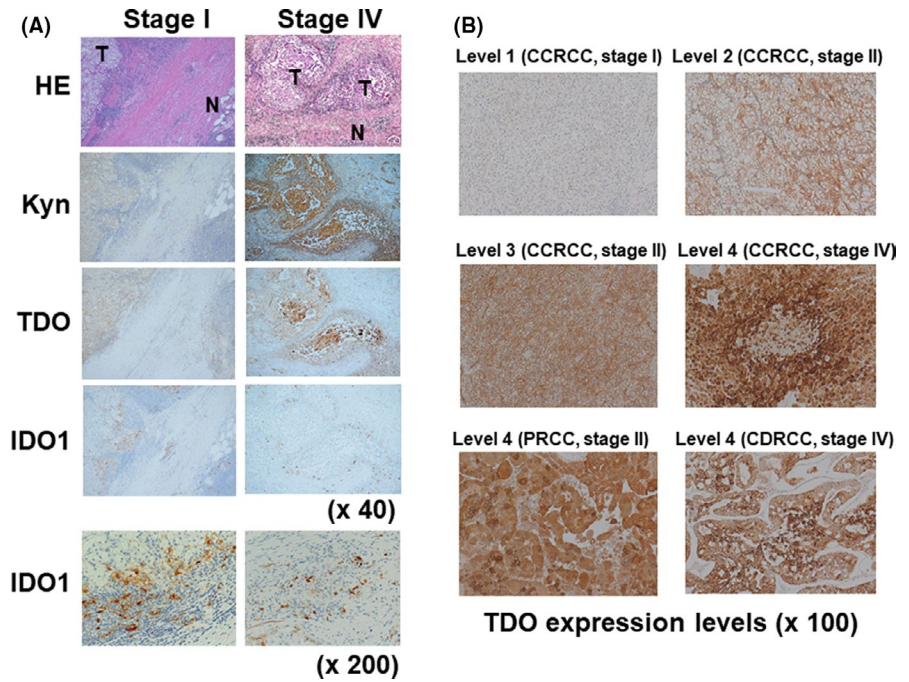 (A)
Stage I Stage IV
HE
T
N
T
T
N
Kyn
TDO
IDO1
(x 40)
IDO1
(x 200)
(B)
Level 1 (CCRCC, stage I) Level 2 (CCRCC, stage II)
Level 3 (CCRCC, stage II) Level 4 (CCRCC, stage IV)
Level 4 (PRCC, stage II) Level 4 (CDRCC, stage IV)
TDO expression levels (x 100)